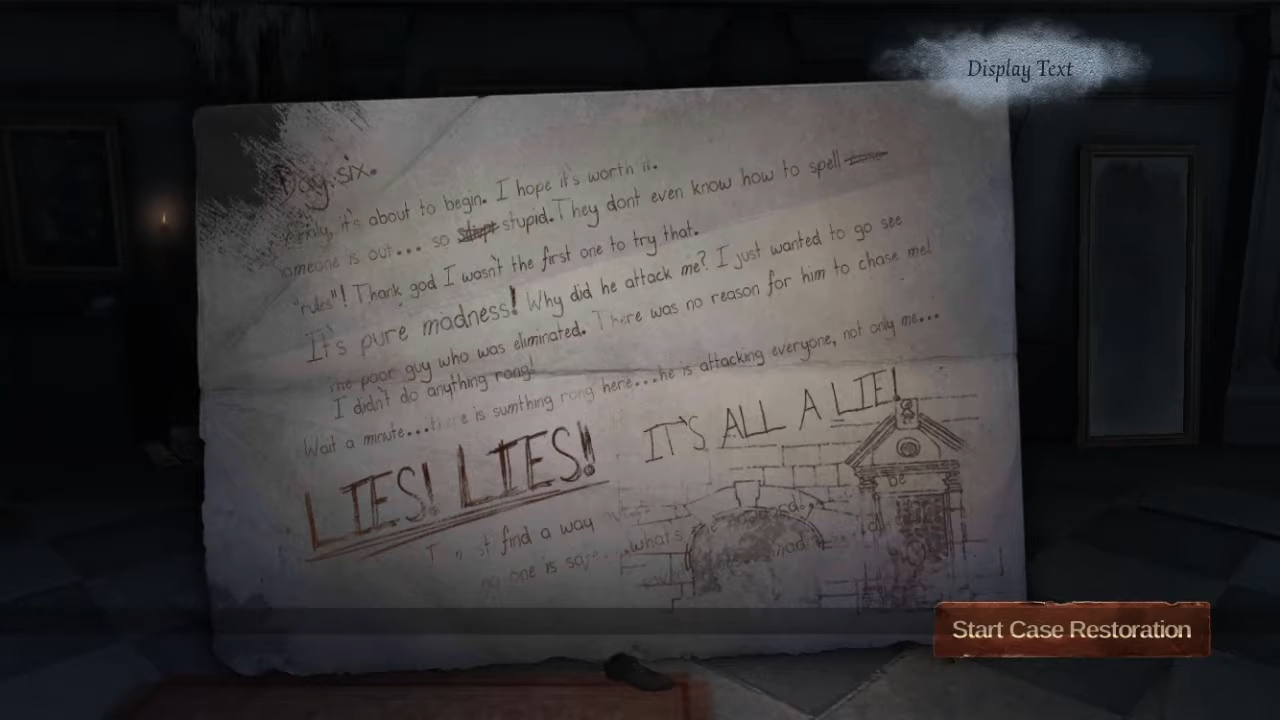 Display Text
Day six.
it's about to begin. I hope it's worth it.
someone is out... so stupid. They dont even know how to spell
"rules"! Thank god I wasn't the first one to try that.
It's pure madness! Why did he attack me? I just wanted to go see
the poor guy who was eliminated. There was no reason for him to chase me!
I didn't do anything rong!
Wait a minute...there is sumthing rong here...he is attacking everyone, not only me...
LIES! LIES!
IT'S ALL A LIE!
find a way
no one is safe... what's
Start Case Restoration